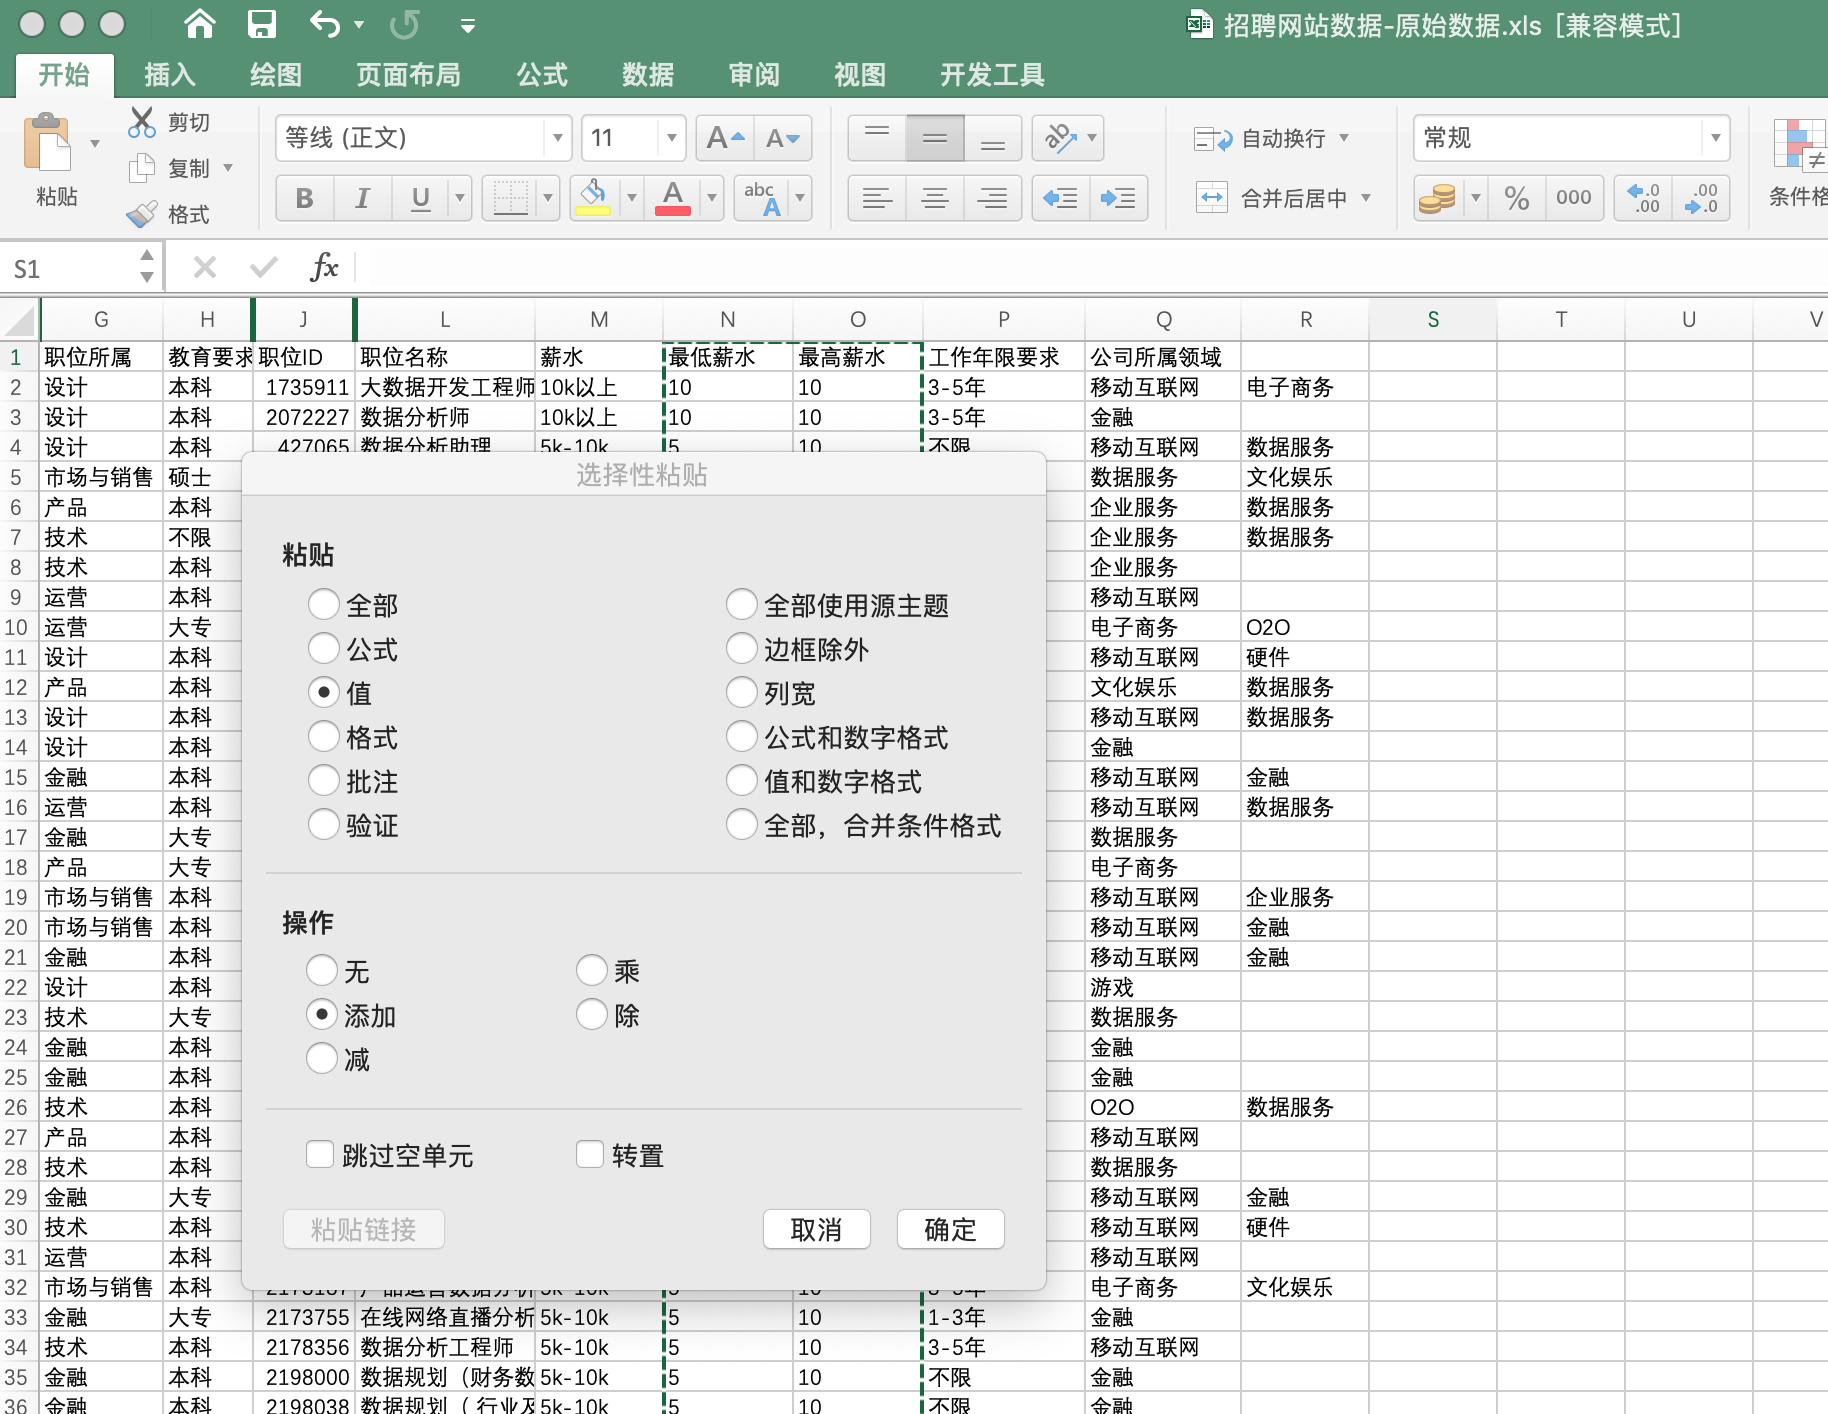 招聘网站数据-原始数据.xls [兼容模式]
开始 插入 绘图 页面布局 公式 数据 审阅 视图 开发工具
粘贴 剪切 复制 格式
等线 (正文) 11 A A
B I U A abc A
ab 自动换行 合并后居中
常规
% 000 .0 .00 .00 .0
条件格
S1 fx
G H J L M N O P Q R S T U V
1 职位所属 教育要求 职位ID 职位名称 薪水 最低薪水 最高薪水 工作年限要求 公司所属领域
2 设计 本科 1735911 大数据开发工程师 10k以上 10 10 3-5年 移动互联网 电子商务
3 设计 本科 2072227 数据分析师 10k以上 10 10 3-5年 金融
4 设计 本科 427065 数据分析助理 5k-10k 5 10 不限 移动互联网 数据服务
5 市场与销售 硕士 数据服务 文化娱乐
6 产品 本科 企业服务 数据服务
7 技术 不限 企业服务 数据服务
8 技术 本科 企业服务
9 运营 本科 移动互联网
10 运营 大专 电子商务 O2O
11 设计 本科 移动互联网 硬件
12 产品 本科 文化娱乐 数据服务
13 设计 本科 移动互联网 数据服务
14 设计 本科 金融
15 金融 本科 移动互联网 金融
16 运营 本科 移动互联网 数据服务
17 金融 大专 数据服务
18 产品 大专 电子商务
19 市场与销售 本科 移动互联网 企业服务
20 市场与销售 本科 移动互联网 金融
21 金融 本科 移动互联网 金融
22 设计 本科 游戏
23 技术 大专 数据服务
24 金融 本科 金融
25 金融 本科 金融
26 技术 本科 O2O 数据服务
27 产品 本科 移动互联网
28 技术 本科 数据服务
29 金融 大专 移动互联网 金融
30 技术 本科 移动互联网 硬件
31 运营 本科 移动互联网
32 市场与销售 本科 电子商务 文化娱乐
33 金融 大专 2173755 在线网络直播分析 5k-10k 5 10 1-3年 金融
34 技术 本科 2178356 数据分析工程师 5k-10k 5 10 3-5年 移动互联网
35 金融 本科 2198000 数据规划（财务数 5k-10k 5 10 不限 金融
36 金融 本科 2198038 数据规划（ 行业及 5k-10k 5 10 不限 金融
选择性粘贴
粘贴
全部 全部使用源主题
公式 边框除外
值 列宽
格式 公式和数字格式
批注 值和数字格式
验证 全部，合并条件格式
操作
无 乘
添加 除
减
跳过空单元 转置
粘贴链接 取消 确定